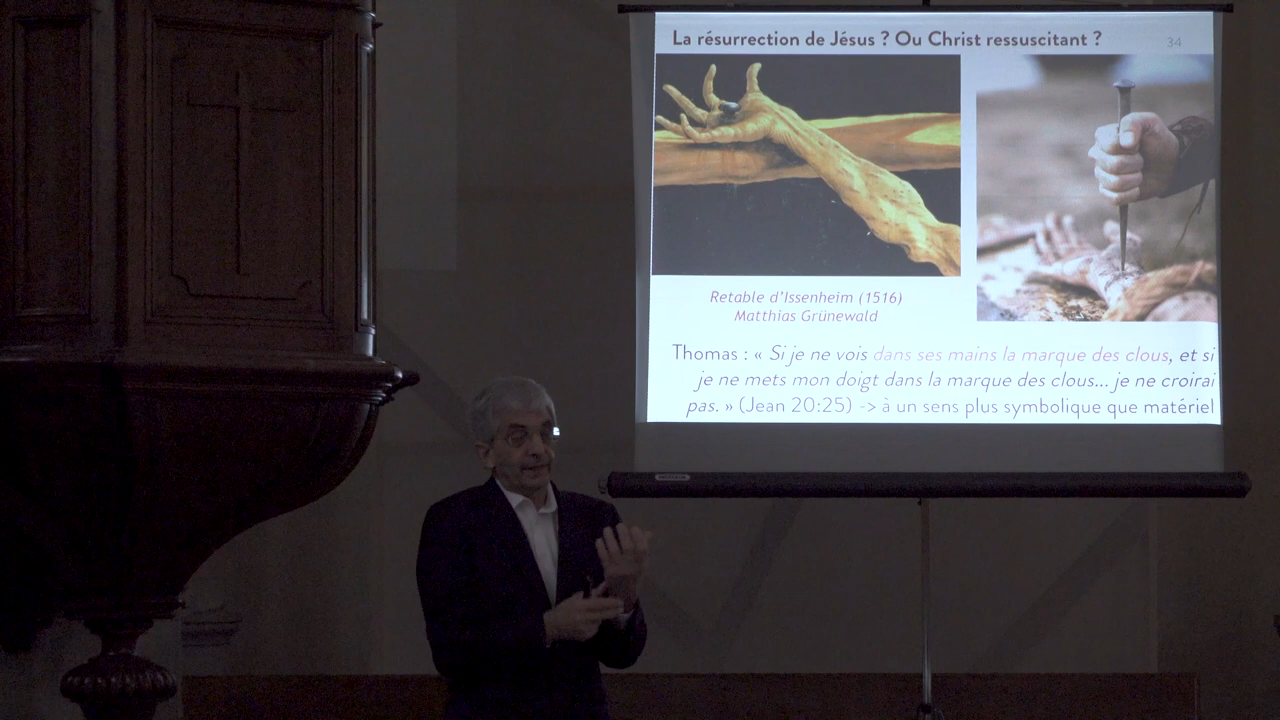 La résurrection de Jésus ? Ou Christ ressuscitant ?
34
Retable d'Issenheim (1516)
Matthias Grünewald
Thomas : « Si je ne vois dans ses mains la marque des clous, et si
je ne mets mon doigt dans la marque des clous... je ne croirai
pas. » (Jean 20:25) -> à un sens plus symbolique que matériel